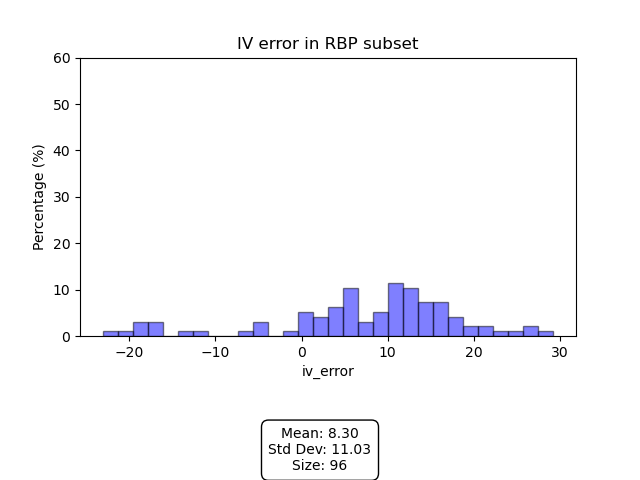 IV error in RBP subset
60
50
40
30
20
10
0
Percentage (%)
−20
−10
0
10
20
30
iv_error
Mean: 8.30
Std Dev: 11.03
Size: 96